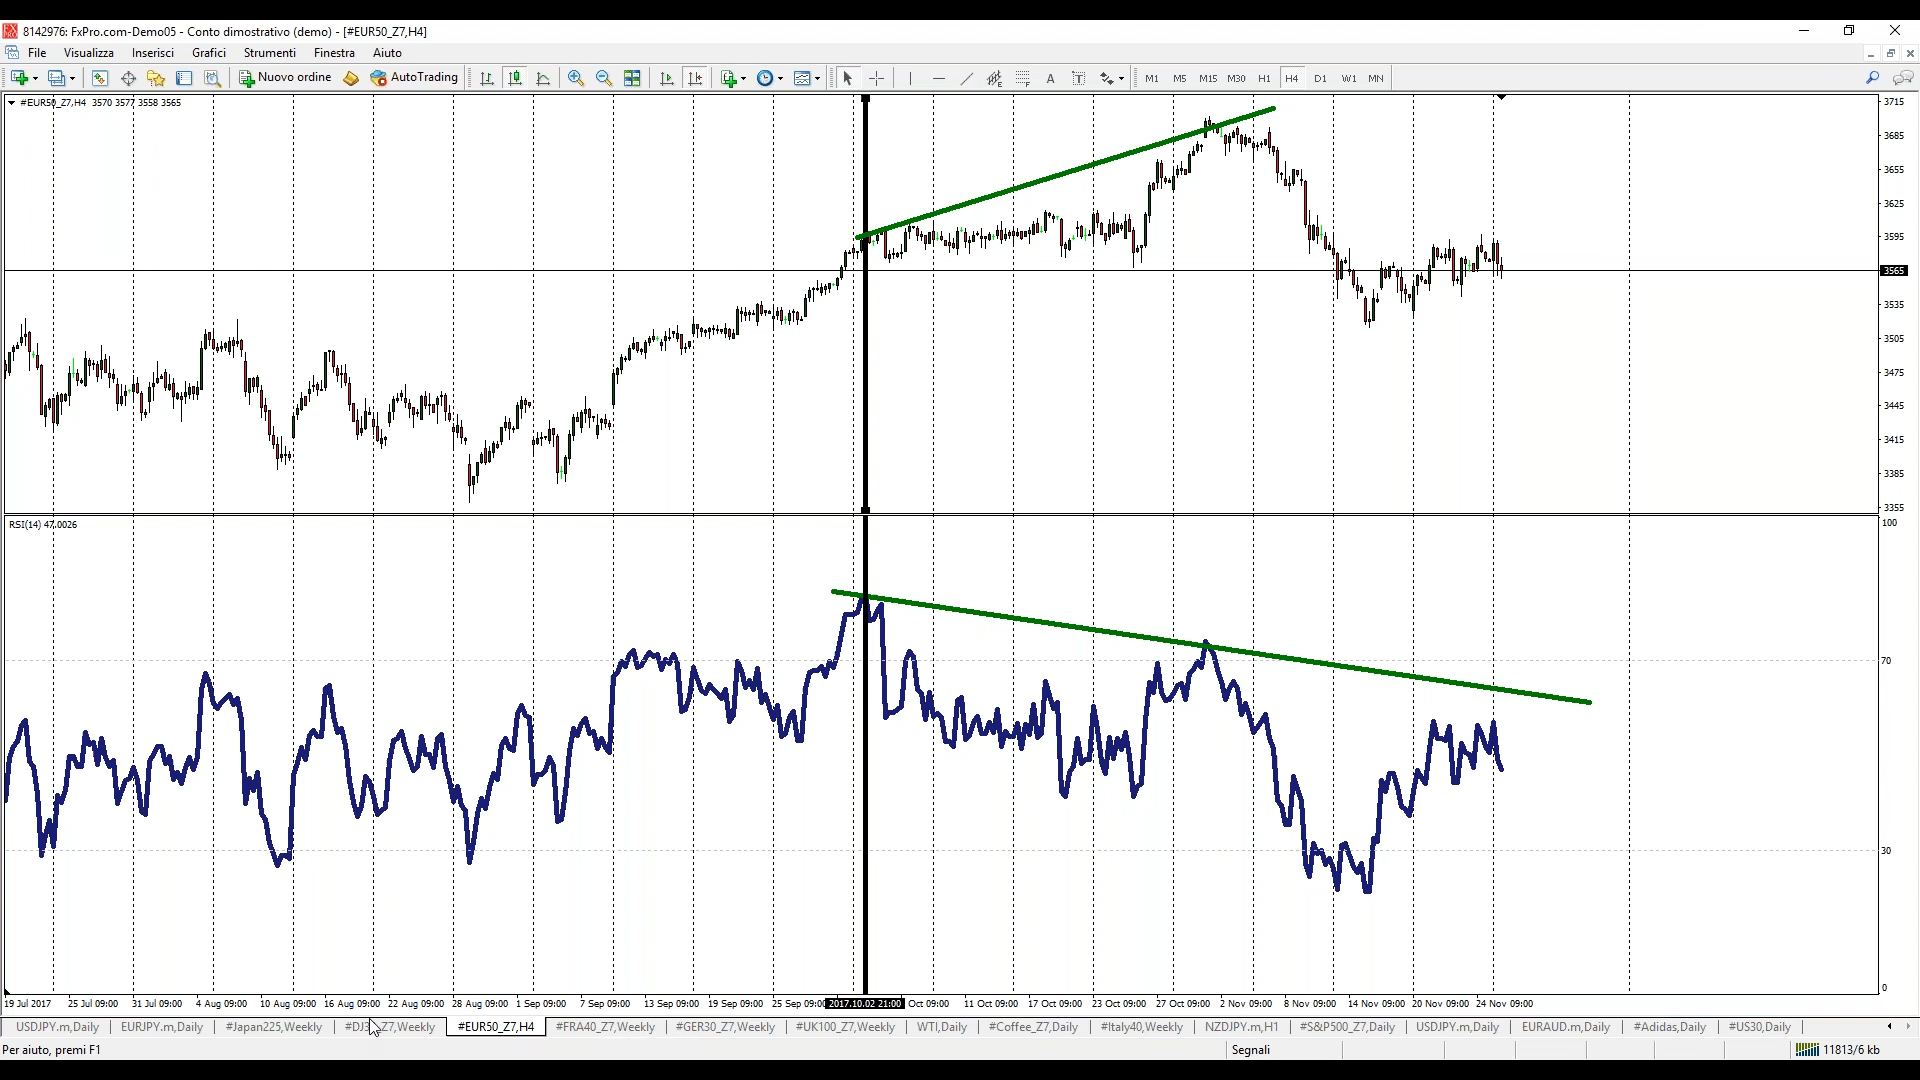 8142976: FxPro.com-Demo05 - Conto dimostrativo (demo) - [#EUR50_Z7,H4]
File Visualizza Inserisci Grafici Strumenti Finestra Aiuto
Nuovo ordine AutoTrading A T M1 M5 M15 M30 H1 H4 D1 W1 MN
#EUR50_Z7,H4 3570 3577 3558 3565
3715
3685
3655
3625
3595
3565
3535
3505
3475
3445
3415
3385
3355
RSI(14) 47.0026
100
70
30
0
19 Jul 2017 25 Jul 09:00 31 Jul 09:00 4 Aug 09:00 10 Aug 09:00 16 Aug 09:00 22 Aug 09:00 28 Aug 09:00 1 Sep 09:00 7 Sep 09:00 13 Sep 09:00 19 Sep 09:00 25 Sep 09:00 2017.10.02 21:00 Oct 09:00 11 Oct 09:00 17 Oct 09:00 23 Oct 09:00 27 Oct 09:00 2 Nov 09:00 8 Nov 09:00 14 Nov 09:00 20 Nov 09:00 24 Nov 09:00
USDJPY.m,Daily EURJPY.m,Daily #Japan225,Weekly #DJ30_Z7,Weekly #EUR50_Z7,H4 #FRA40_Z7,Weekly #GER30_Z7,Weekly #UK100_Z7,Weekly WTI,Daily #Coffee_Z7,Daily #Italy40,Weekly NZDJPY.m,H1 #S&P500_Z7,Daily USDJPY.m,Daily EURAUD.m,Daily #Adidas,Daily #US30,Daily
Per aiuto, premi F1 Segnali 11813/6 kb